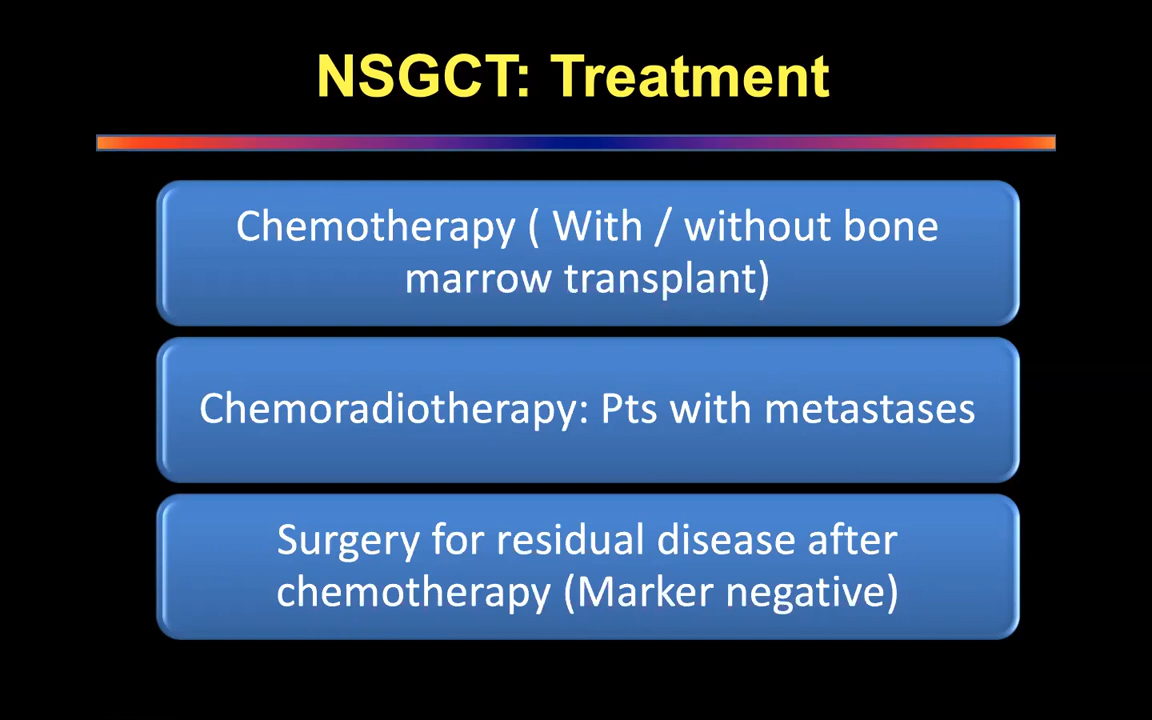 NSGCT: Treatment
Chemotherapy ( With / without bone
marrow transplant)
Chemoradiotherapy: Pts with metastases
Surgery for residual disease after
chemotherapy (Marker negative)